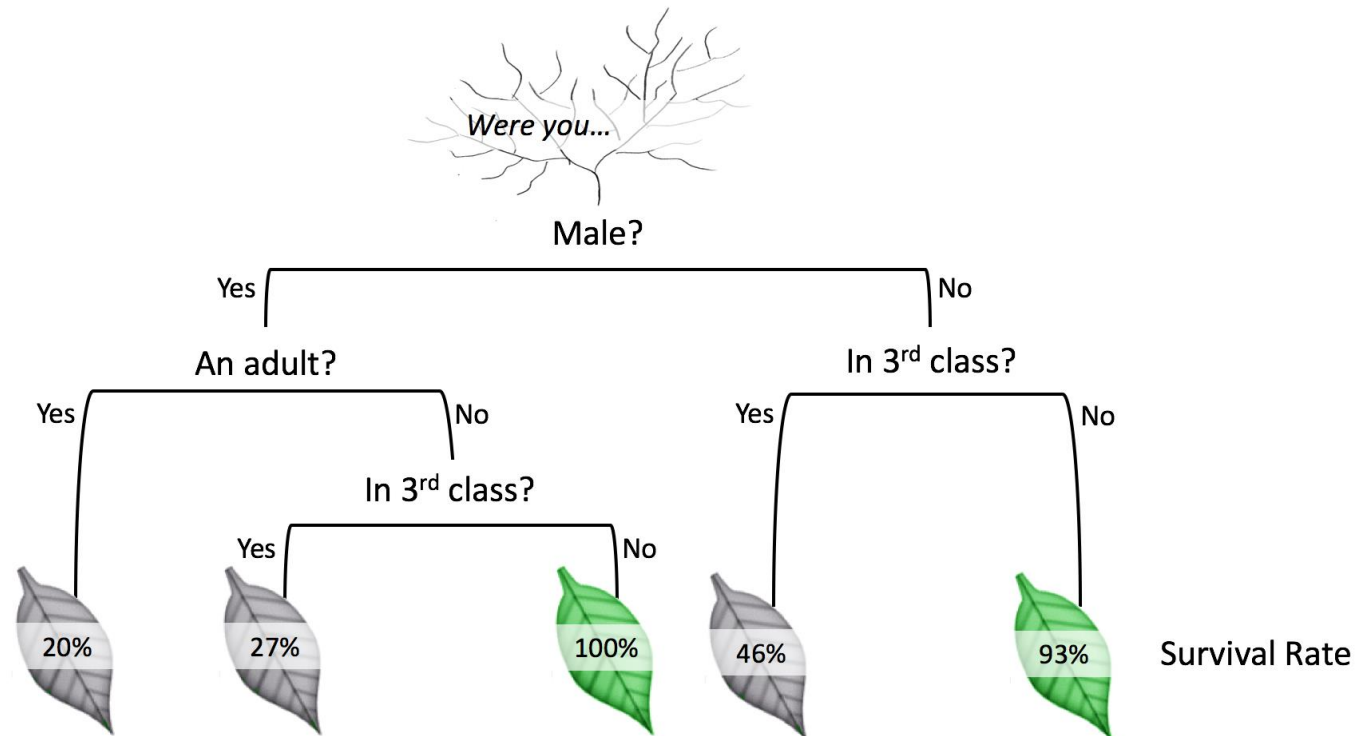 Were you...
Male?
Yes
No
An adult?
In 3rd class?
Yes
No
Yes
No
In 3rd class?
Yes
No
20%
27%
100%
46%
93%
Survival Rate